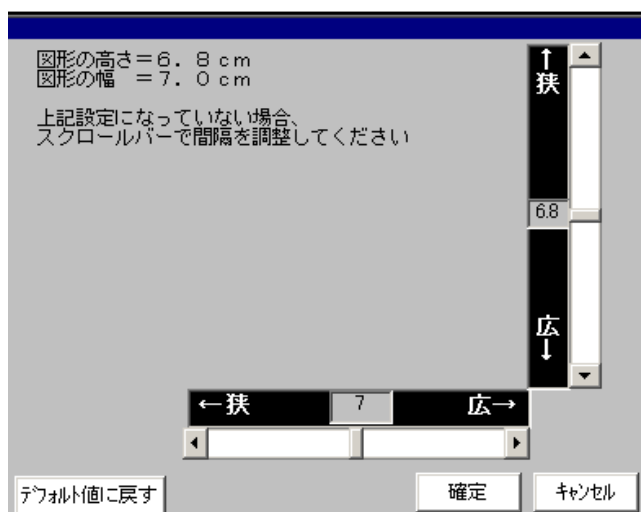 図形の高さ=6.8cm
図形の幅 =7.0cm
上記設定になっていない場合、
スクロールバーで間隔を調整してください
↑狭
6.8
広↓
←狭 7 広→
ﾃﾞﾌｫﾙﾄ値に戻す 確定 ｷｬﾝｾﾙ